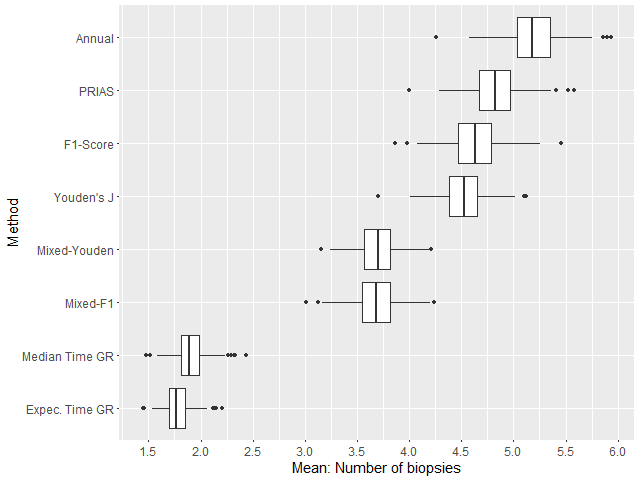 Annual
PRIAS
F1-Score
Youden's J
Mixed-Youden
Mixed-F1
Median Time GR
Expec. Time GR
Method
1.5 2.0 2.5 3.0 3.5 4.0 4.5 5.0 5.5 6.0
Mean: Number of biopsies